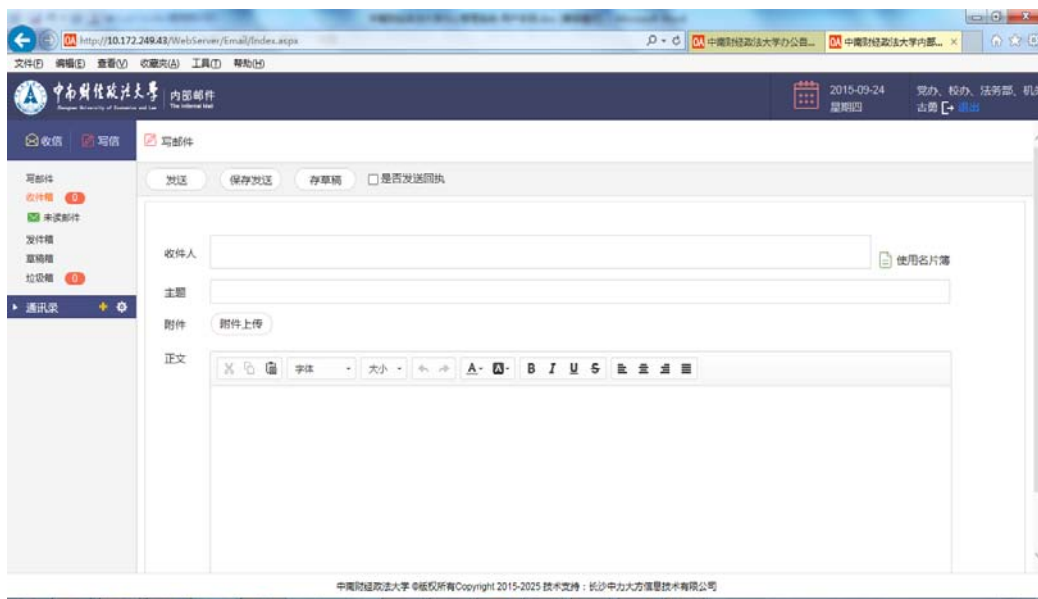 http://10.172.249.43/WebServer/Email/Index.aspx
OA 中南财经政法大学办公自...
OA 中南财经政法大学内部...
文件(F) 编辑(E) 查看(V) 收藏夹(A) 工具(T) 帮助(H)
中南财经政法大学 内部邮件
2015-09-24 党办、校办、法务部、机关
星期四 古勇 退出
收信 写信 写邮件
写邮件
收件箱 0
未读邮件
发件箱
草稿箱
垃圾箱 0
通讯录
发送 保存发送 存草稿 是否发送回执
收件人 使用名片簿
主题
附件 附件上传
正文
字体 大小 A A B I U S
中南财经政法大学 ©版权所有Copyright 2015-2025 技术支持：长沙中力大方信息技术有限公司